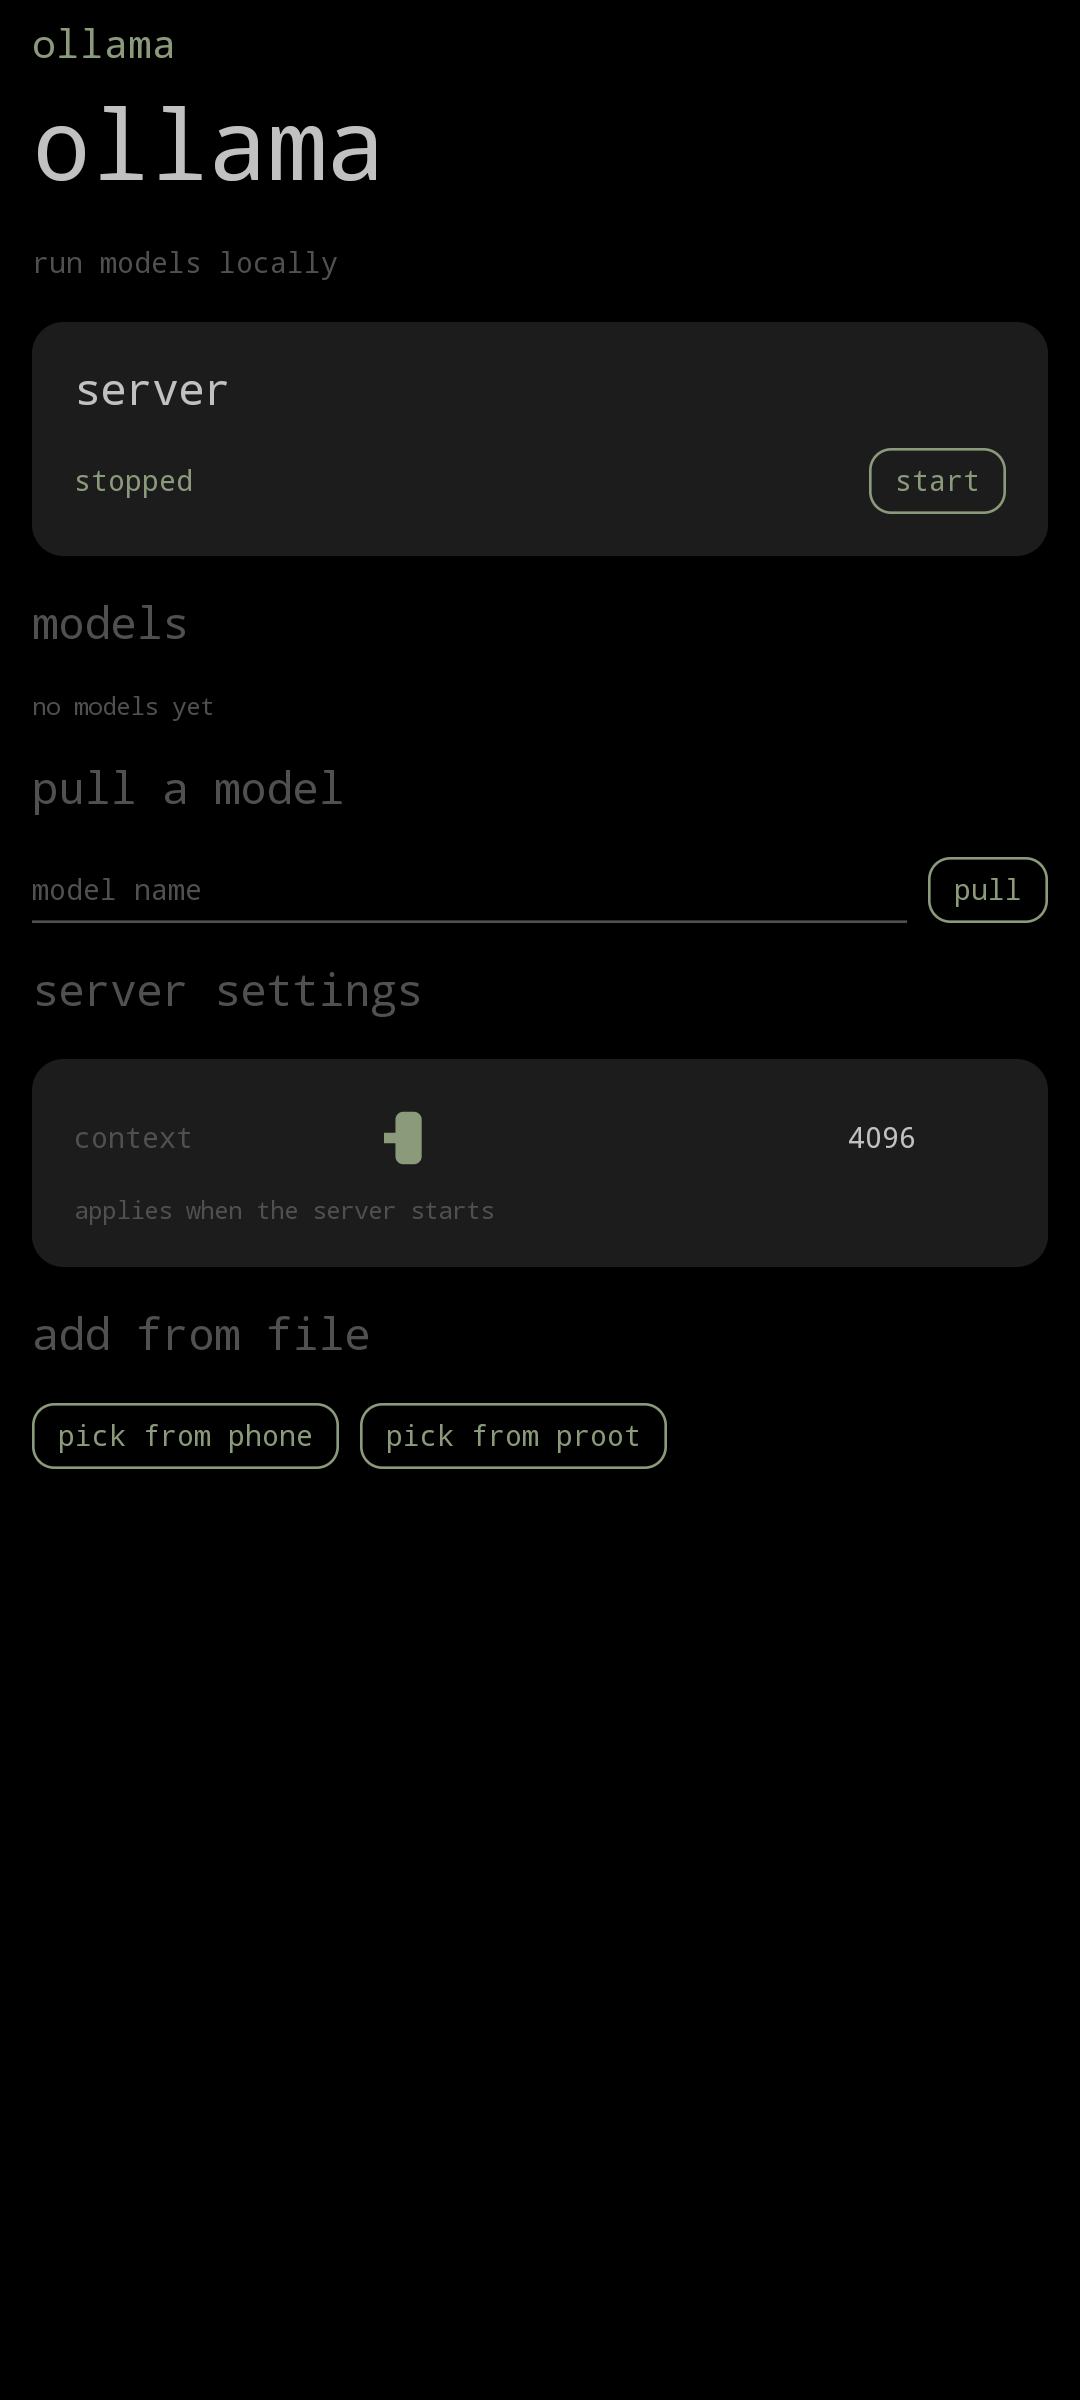 ollama
ollama
run models locally
server
stopped start
models
no models yet
pull a model
model name pull
server settings
context 4096
applies when the server starts
add from file
pick from phone pick from proot